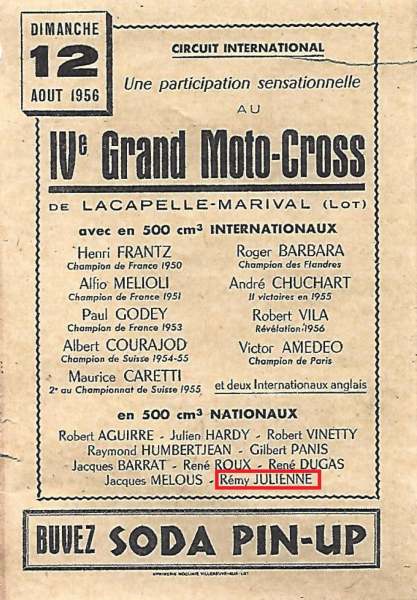 DIMANCHE
12
AOUT 1956
CIRCUIT INTERNATIONAL
Une participation sensationnelle
AU
IVe Grand Moto-Cross
DE LACAPELLE-MARIVAL (LOT)
avec en 500 cm³ INTERNATIONAUX
Henri FRANTZ
Champion de France 1950
Alfio MELIOLI
Champion de France 1951
Paul GODEY
Champion de France 1953
Albert COURAJOD
Champion de Suisse 1954-55
Maurice CARETTI
2e au Championnat de Suisse 1955
Roger BARBARA
Champion des Flandres
André CHUCHART
11 victoires en 1955
Robert VILA
Révélation 1956
Victor AMEDEO
Champion de Paris
et deux Internationaux anglais
en 500 cm³ NATIONAUX
Robert AGUIRRE - Julien HARDY - Robert VINETTY
Raymond HUMBERTJEAN - Gilbert PANIS
Jacques BARRAT - René ROUX - René DUGAS
Jacques MELOUS - Rémy JULIENNE
BUVEZ SODA PIN-UP
IMPRIMERIE MOULINIE VILLENEUVE-SUR-LOT